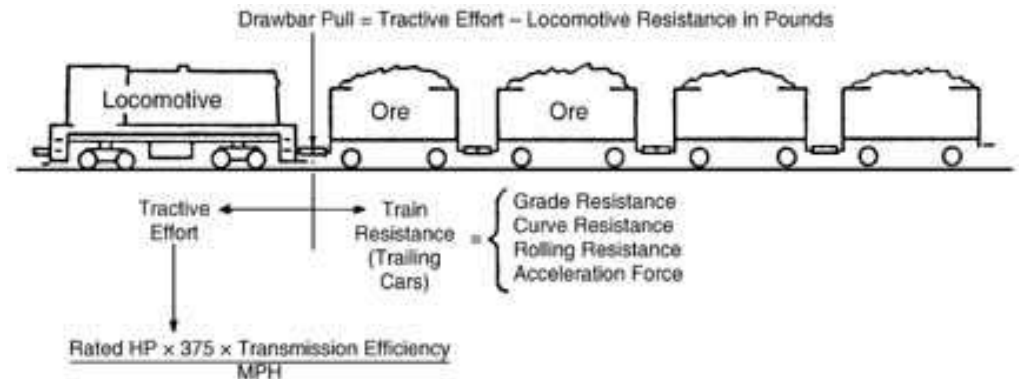 Drawbar Pull = Tractive Effort – Locomotive Resistance in Pounds
Locomotive
Ore
Ore
Tractive
Effort
Train
Resistance
(Trailing
Cars)
=
Grade Resistance
Curve Resistance
Rolling Resistance
Acceleration Force
Rated HP × 375 × Transmission Efficiency
MPH